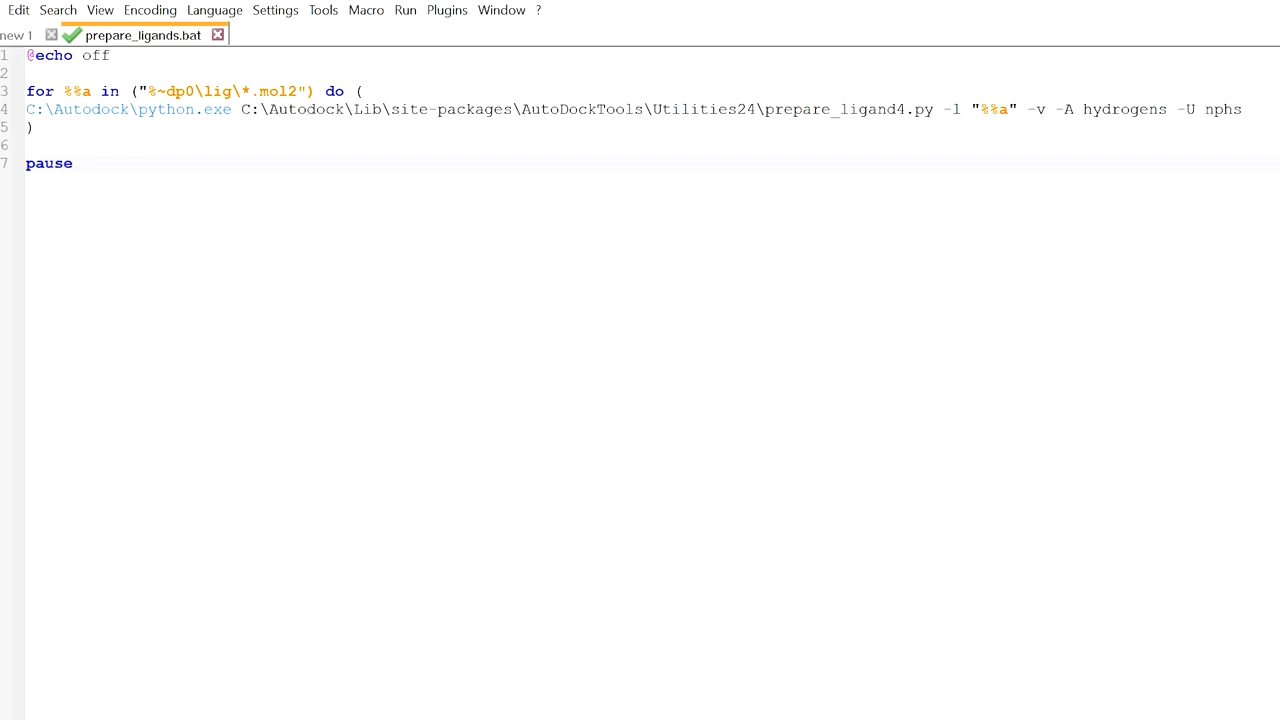 Edit Search View Encoding Language Settings Tools Macro Run Plugins Window ?
new 1 prepare_ligands.bat
1 @echo off
2
3 for %%a in ("%~dp0\lig\*.mol2") do (
4 C:\Autodock\python.exe C:\Autodock\Lib\site-packages\AutoDockTools\Utilities24\prepare_ligand4.py -l "%%a" -v -A hydrogens -U nphs
5 )
6
7 pause